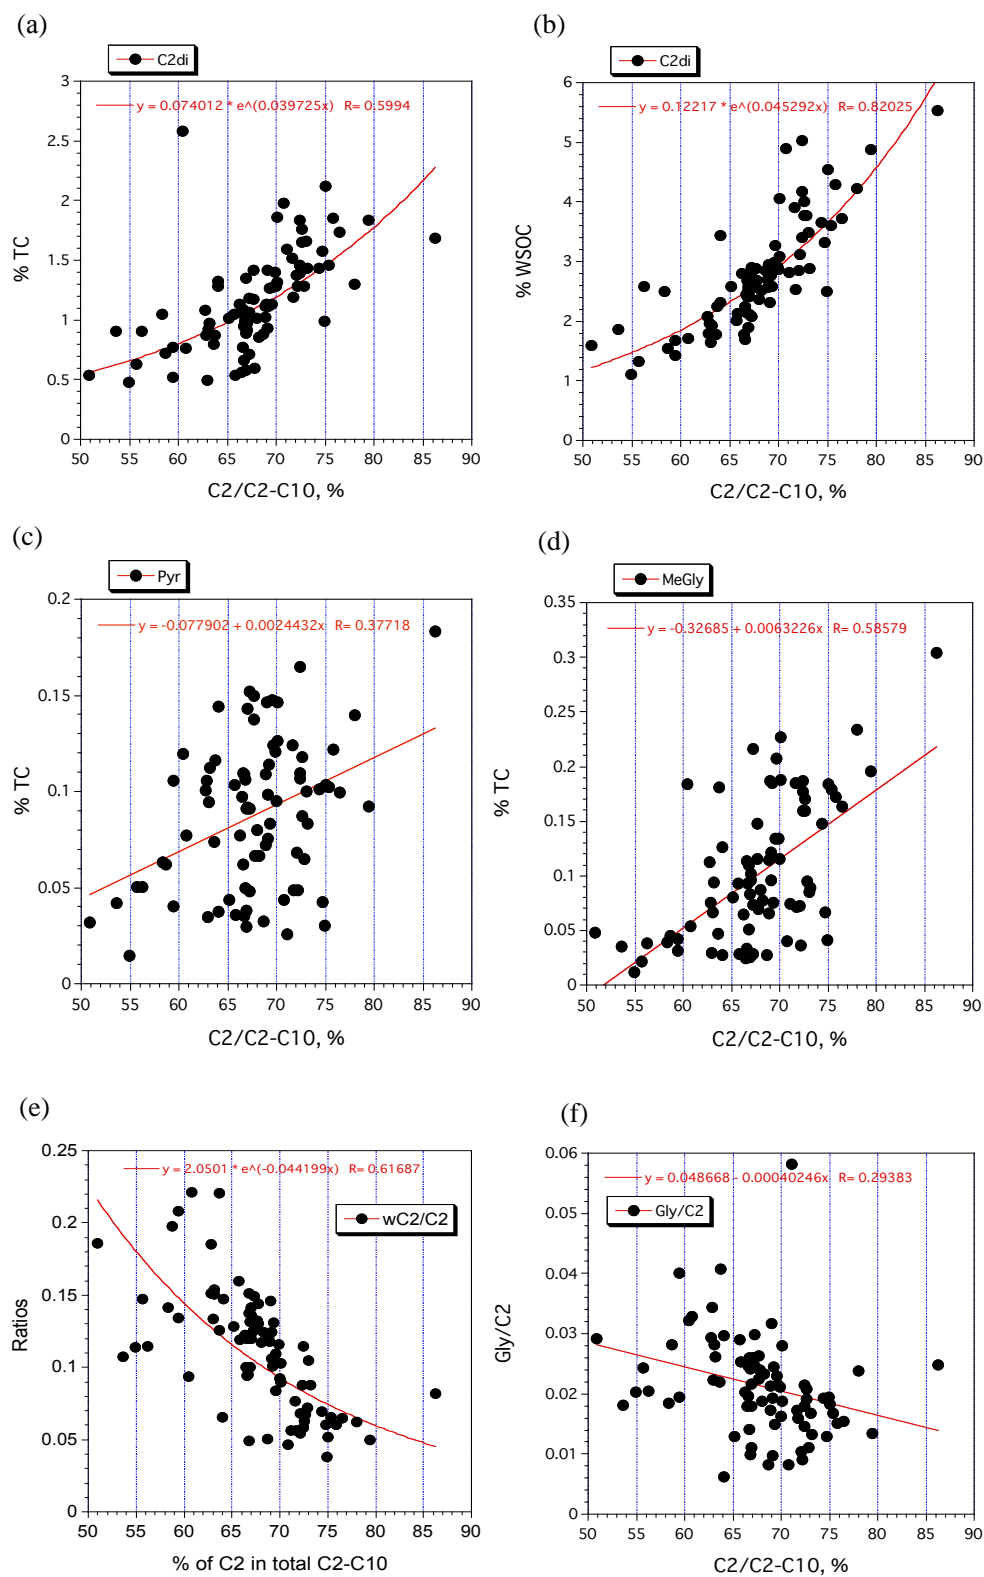 (a)
C2di
y = 0.074012 * e^(0.039725x) R= 0.5994
3
2.5
2
1.5
1
0.5
0
% TC
50 55 60 65 70 75 80 85 90
C2/C2-C10, %
(b)
C2di
y = 0.12217 * e^(0.045292x) R= 0.82025
6
5
4
3
2
1
0
% WSOC
50 55 60 65 70 75 80 85 90
C2/C2-C10, %
(c)
Pyr
y = -0.077902 + 0.0024432x R= 0.37718
0.2
0.15
0.1
0.05
0
% TC
50 55 60 65 70 75 80 85 90
C2/C2-C10, %
(d)
MeGly
y = -0.32685 + 0.0063226x R= 0.58579
0.35
0.3
0.25
0.2
0.15
0.1
0.05
0
% TC
50 55 60 65 70 75 80 85 90
C2/C2-C10, %
(e)
y = 2.0501 * e^(-0.044199x) R= 0.61687
wC2/C2
0.25
0.2
0.15
0.1
0.05
0
Ratios
50 55 60 65 70 75 80 85 90
% of C2 in total C2-C10
(f)
y = 0.048668 - 0.00040246x R= 0.29383
Gly/C2
0.06
0.05
0.04
0.03
0.02
0.01
0
Gly/C2
50 55 60 65 70 75 80 85 90
C2/C2-C10, %